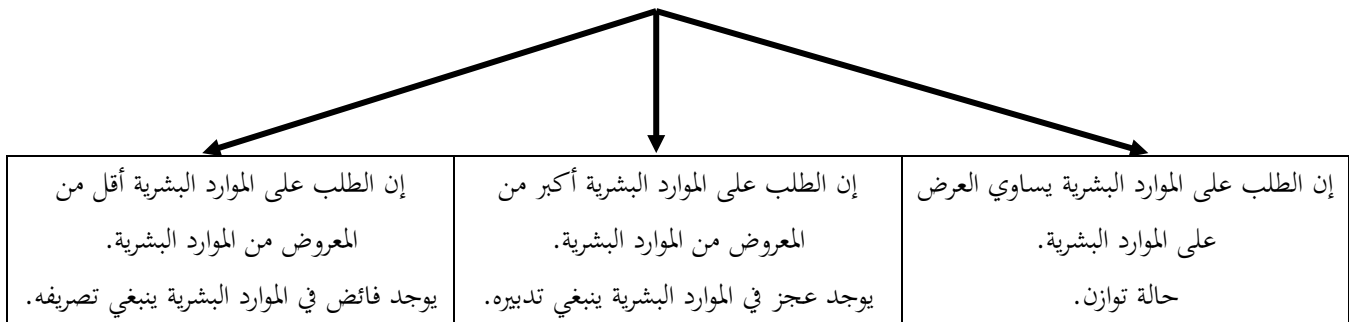 إن الطلب على الموارد البشرية يساوي العرض
على الموارد البشرية.
حالة توازن.
إن الطلب على الموارد البشرية أكبر من
المعروض من الموارد البشرية.
يوجد عجز في الموارد البشرية ينبغي تدبيره.
إن الطلب على الموارد البشرية أقل من
المعروض من الموارد البشرية.
يوجد فائض في الموارد البشرية ينبغي تصريفه.